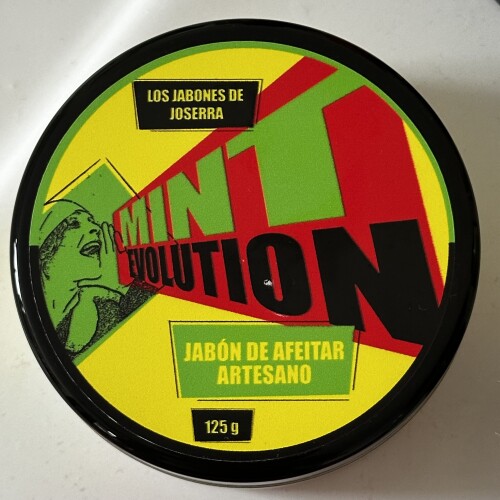 LOS JABONES DE
JOSERRA
MINT
EVOLUTION
JABÓN DE AFEITAR
ARTESANO
125 g